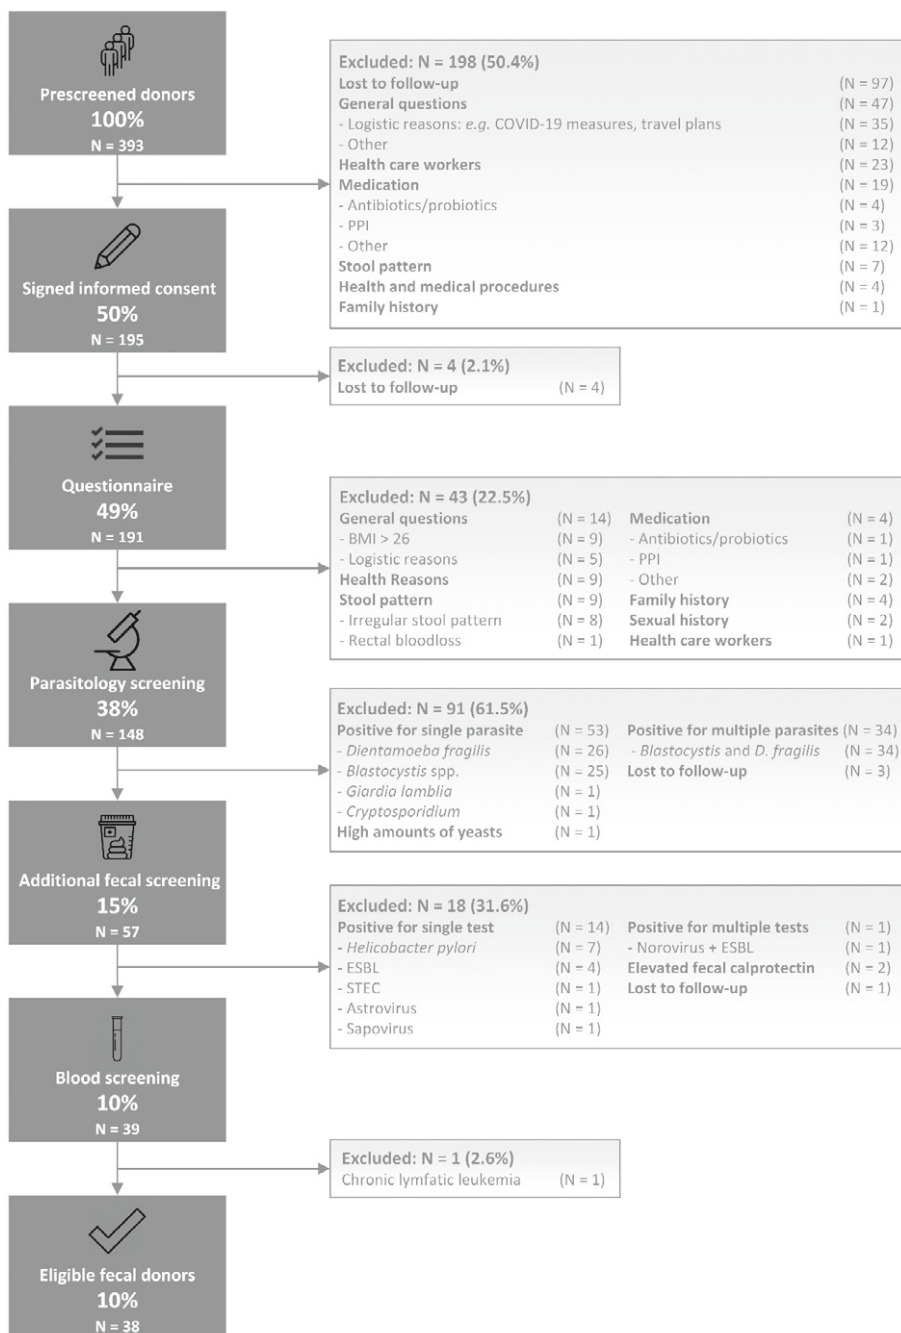 Prescreened donors
100%
N = 393
Excluded: N = 198 (50.4%)
Lost to follow-up (N = 97)
General questions (N = 47)
- Logistic reasons: e.g. COVID-19 measures, travel plans (N = 35)
- Other (N = 12)
Health care workers (N = 23)
Medication (N = 19)
- Antibiotics/probiotics (N = 4)
- PPI (N = 3)
- Other (N = 12)
Stool pattern (N = 7)
Health and medical procedures (N = 4)
Family history (N = 1)
Signed informed consent
50%
N = 195
Excluded: N = 4 (2.1%)
Lost to follow-up (N = 4)
Questionnaire
49%
N = 191
Excluded: N = 43 (22.5%)
General questions (N = 14) Medication (N = 4)
- BMI > 26 (N = 9) - Antibiotics/probiotics (N = 1)
- Logistic reasons (N = 5) - PPI (N = 1)
Health Reasons (N = 9) - Other (N = 2)
Stool pattern (N = 9) Family history (N = 4)
- Irregular stool pattern (N = 8) Sexual history (N = 2)
- Rectal bloodloss (N = 1) Health care workers (N = 1)
Parasitology screening
38%
N = 148
Excluded: N = 91 (61.5%)
Positive for single parasite (N = 53) Positive for multiple parasites (N = 34)
- Dientamoeba fragilis (N = 26) - Blastocystis and D. fragilis (N = 34)
- Blastocystis spp. (N = 25) Lost to follow-up (N = 3)
- Giardia lamblia (N = 1)
- Cryptosporidium (N = 1)
High amounts of yeasts (N = 1)
Additional fecal screening
15%
N = 57
Excluded: N = 18 (31.6%)
Positive for single test (N = 14) Positive for multiple tests (N = 1)
- Helicobacter pylori (N = 7) - Norovirus + ESBL (N = 1)
- ESBL (N = 4) Elevated fecal calprotectin (N = 2)
- STEC (N = 1) Lost to follow-up (N = 1)
- Astrovirus (N = 1)
- Sapovirus (N = 1)
Blood screening
10%
N = 39
Excluded: N = 1 (2.6%)
Chronic lymfatic leukemia (N = 1)
Eligible fecal donors
10%
N = 38